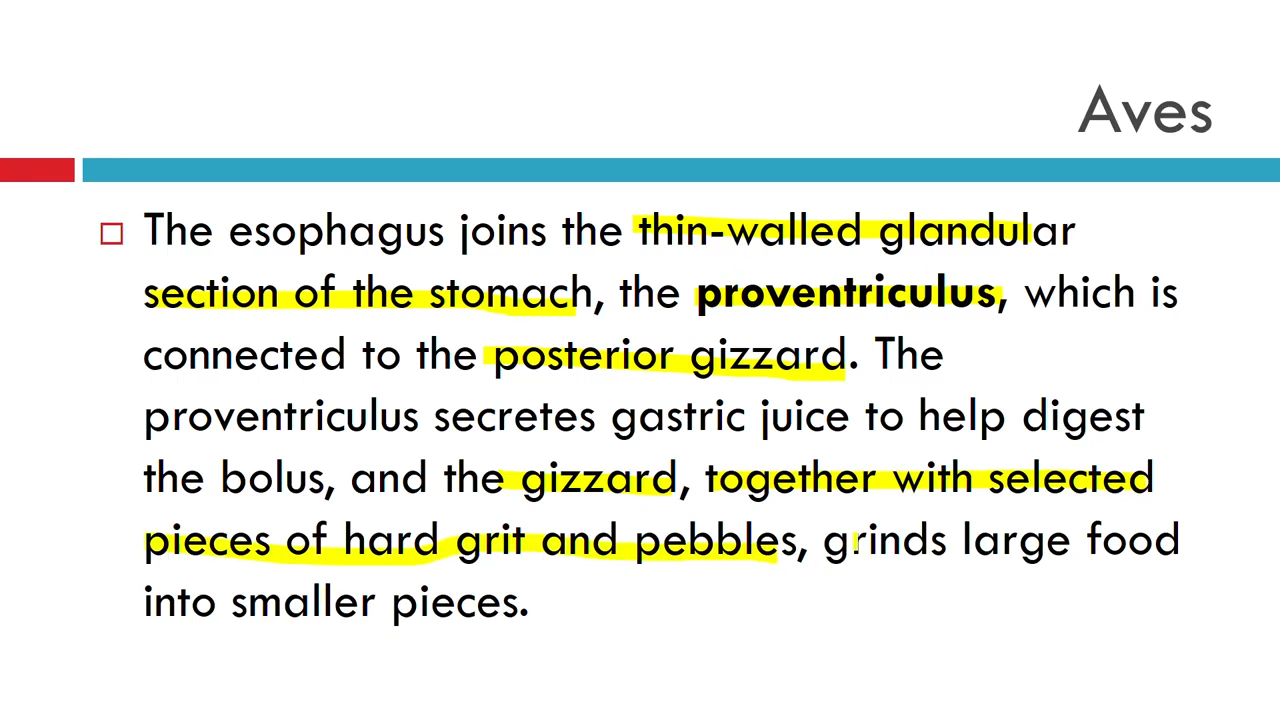 Aves
The esophagus joins the thin-walled glandular
section of the stomach, the proventriculus, which is
connected to the posterior gizzard. The
proventriculus secretes gastric juice to help digest
the bolus, and the gizzard, together with selected
pieces of hard grit and pebbles, grinds large food
into smaller pieces.